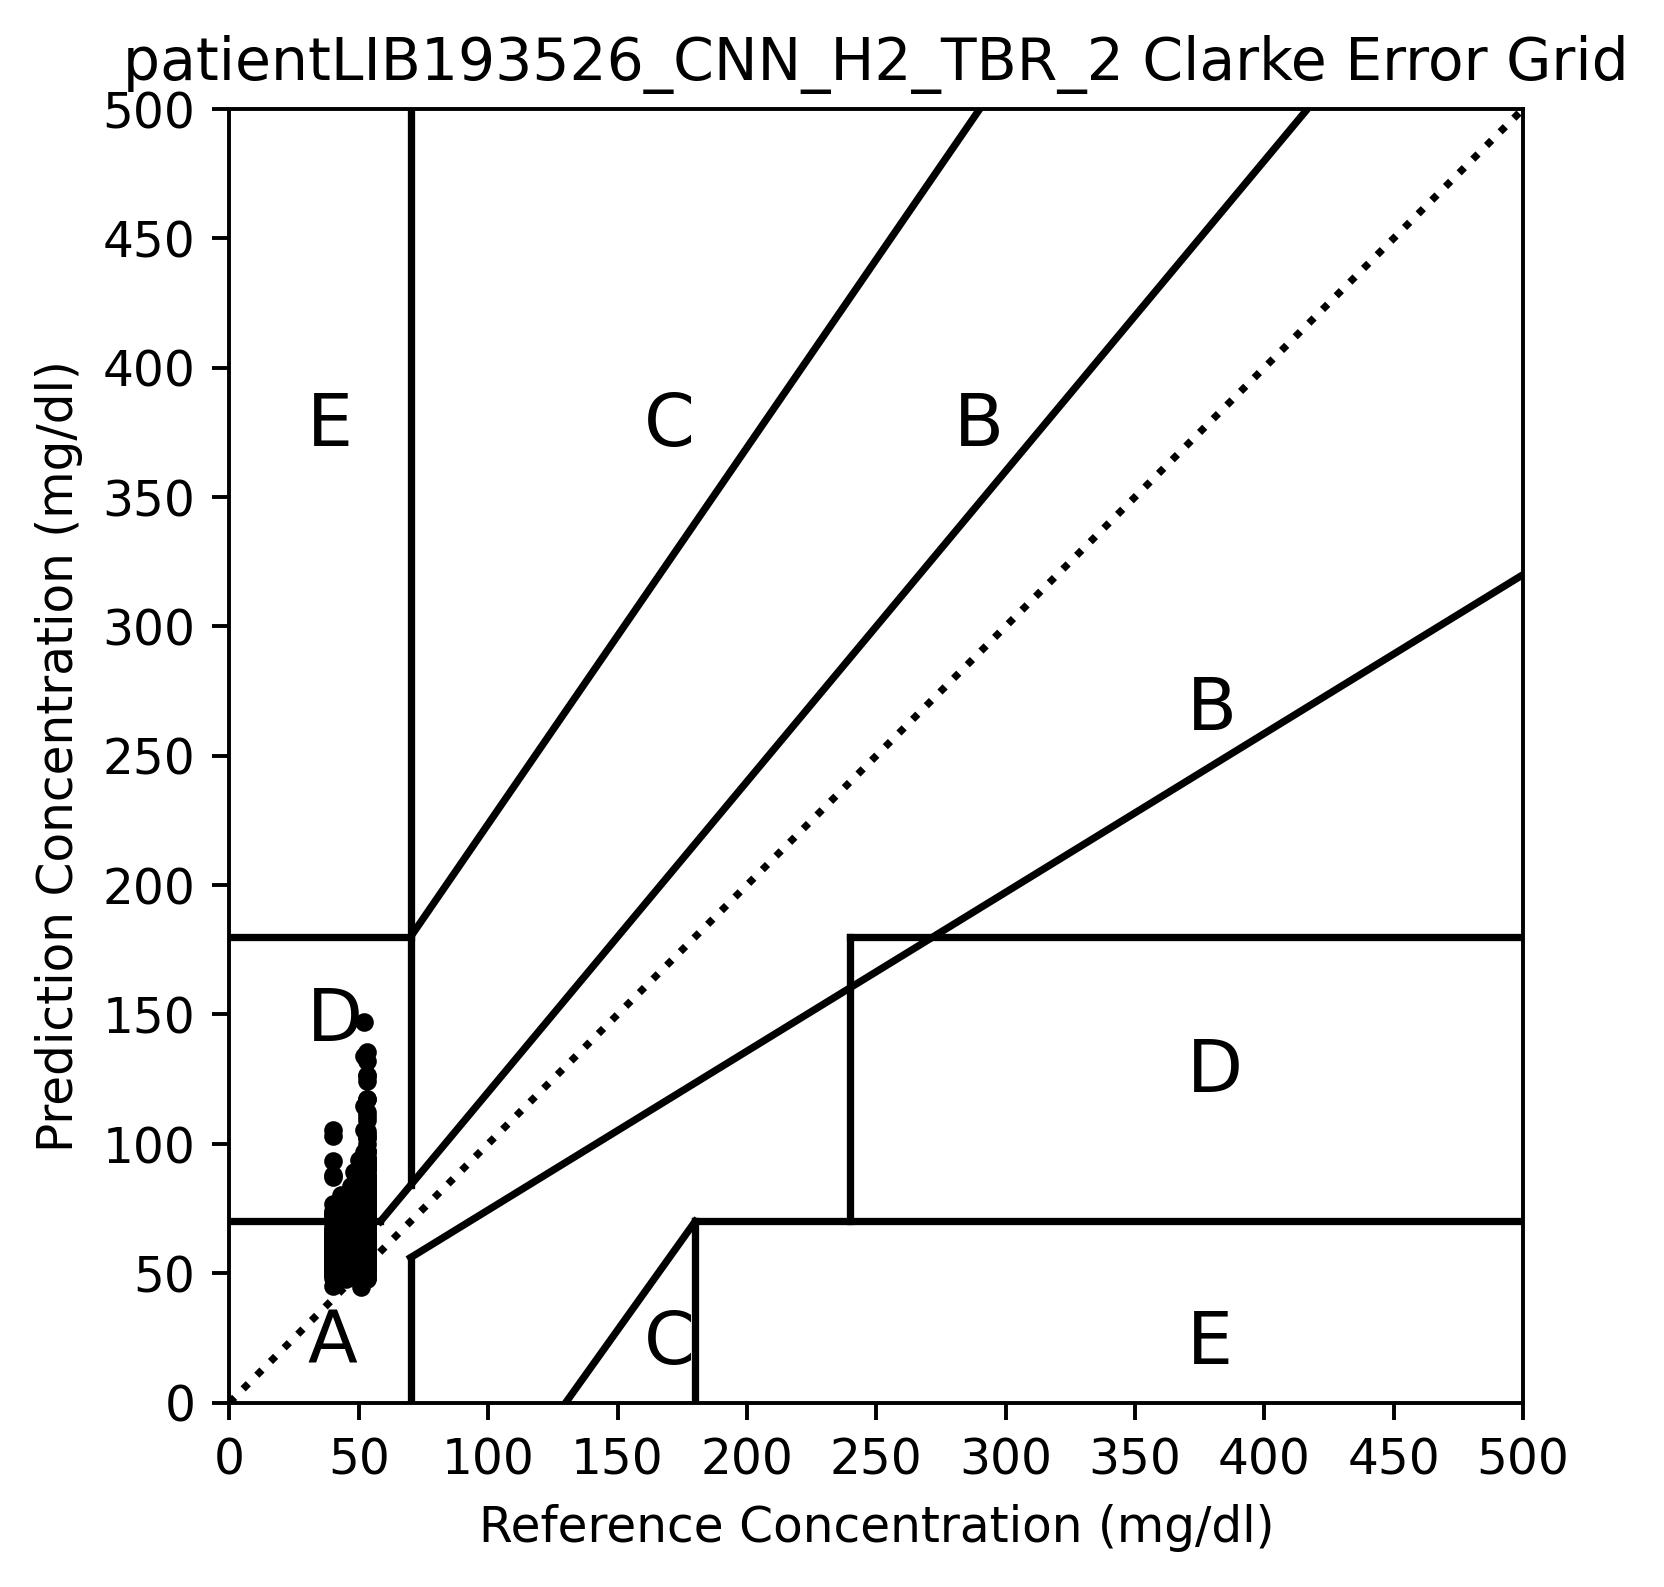 patientLIB193526_CNN_H2_TBR_2 Clarke Error Grid
500
450
400
350
300
250
200
150
100
50
0
Prediction Concentration (mg/dl)
E C B
B
D
D
A C E
0 50 100 150 200 250 300 350 400 450 500
Reference Concentration (mg/dl)